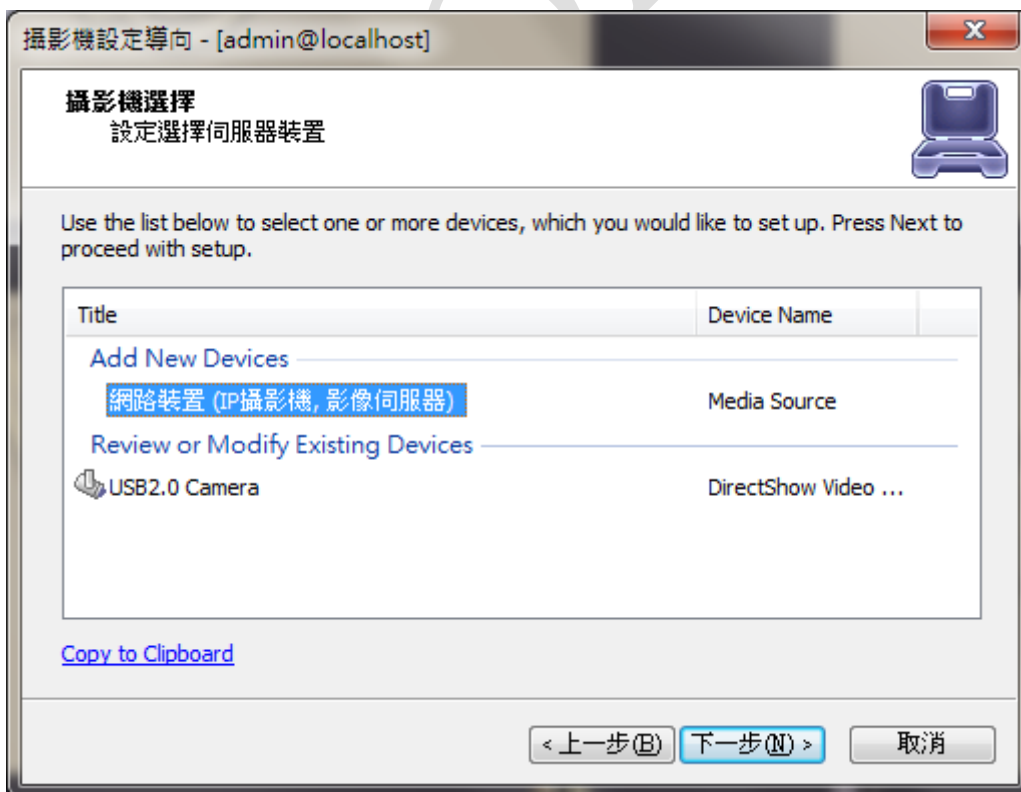 攝影機設定導向 - [admin@localhost]
攝影機選擇
設定選擇伺服器裝置
Use the list below to select one or more devices, which you would like to set up. Press Next to
proceed with setup.
Title Device Name
Add New Devices
網路裝置 (IP攝影機, 影像伺服器) Media Source
Review or Modify Existing Devices
USB2.0 Camera DirectShow Video ...
Copy to Clipboard
< 上一步(B) 下一步(N) > 取消